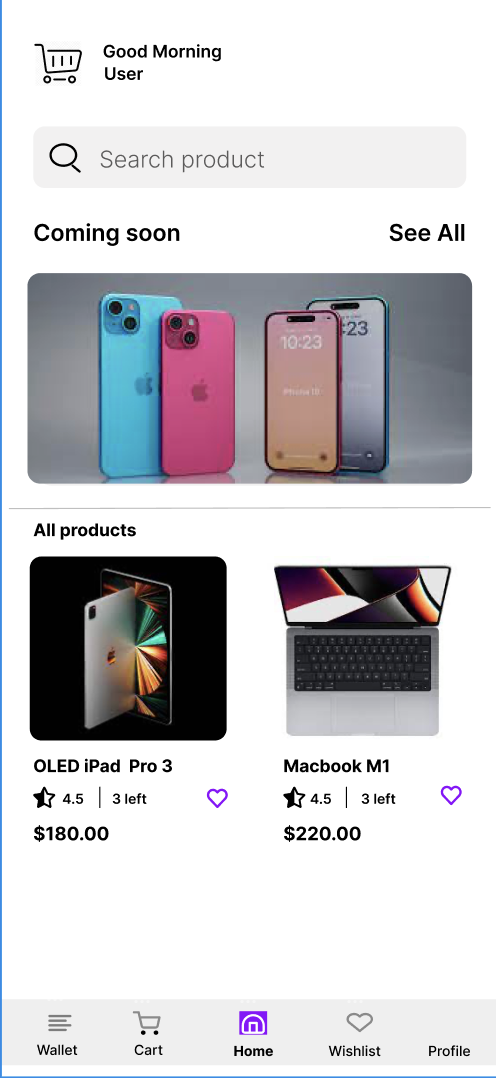 Good Morning
User
Search product
Coming soon
See All
10:23
:23
iPhone 15
All products
OLED iPad Pro 3
Macbook M1
4.5
3 left
4.5
3 left
$180.00
$220.00
Wallet
Cart
Home
Wishlist
Profile